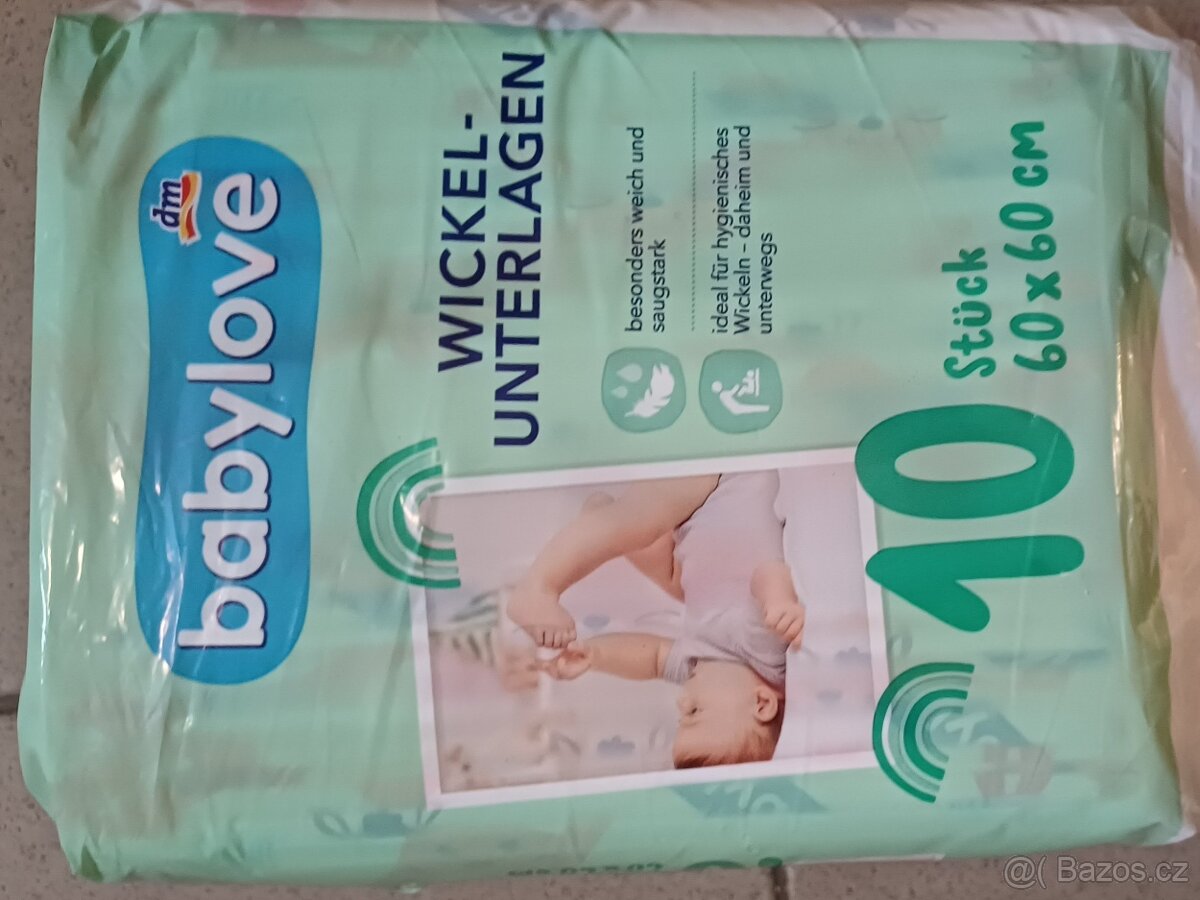 dm
babylove
WICKEL-
UNTERLAGEN
besonders weich und
saugstark
ideal für hygienisches
Wickeln – daheim und
unterwegs
10 Stück
60 x 60 cm
@( Bazos.cz